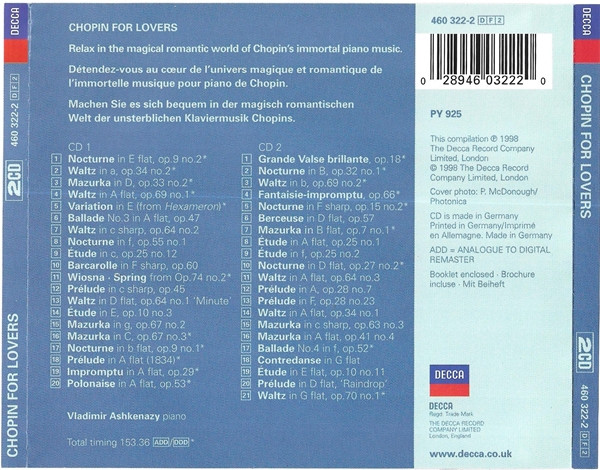 DECCA
460 322-2 DF2
2CD
CHOPIN FOR LOVERS
CHOPIN FOR LOVERS
Relax in the magical romantic world of Chopin's immortal piano music.
Détendez-vous au cœur de l'univers magique et romantique de
l'immortelle musique pour piano de Chopin.
Machen Sie es sich bequem in der magisch romantischen
Welt der unsterblichen Klaviermusik Chopins.
CD 1
1 Nocturne in E flat, op.9 no.2*
2 Waltz in a, op.34 no.2*
3 Mazurka in D, op.33 no.2*
4 Waltz in A flat, op.69 no.1*
5 Variation in E (from Hexameron)*
6 Ballade No.3 in A flat, op.47
7 Waltz in c sharp, op.64 no.2
8 Nocturne in f, op.55 no.1
9 Étude in c, op.25 no.12
10 Barcarolle in F sharp, op.60
11 Wiosna - Spring from Op.74 no.2*
12 Prélude in c sharp, op.45
13 Waltz in D flat, op.64 no.1 'Minute'
14 Étude in E, op.10 no.3
15 Mazurka in g, op.67 no.2
16 Mazurka in C, op.67 no.3*
17 Nocturne in b flat, op.9 no.1*
18 Prélude in A flat (1834)*
19 Impromptu in A flat, op.29*
20 Polonaise in A flat, op.53*
Vladimir Ashkenazy piano
Total timing 153.36 ADD/DDD*
CD 2
1 Grande Valse brillante, op.18*
2 Nocturne in B, op.32 no.1*
3 Waltz in b, op.69 no.2*
4 Fantaisie-impromptu, op.66*
5 Nocturne in F sharp, op.15 no.2*
6 Berceuse in D flat, op.57
7 Mazurka in B flat, op.7 no.1*
8 Étude in A flat, op.25 no.1
9 Étude in f, op.25 no.2
10 Nocturne in D flat, op.27 no.2*
11 Waltz in A flat, op.64 no.3
12 Prélude in A, op.28 no.7
13 Prélude in F, op.28 no.23
14 Waltz in A flat, op.34 no.1
15 Mazurka in c sharp, op.63 no.3
16 Mazurka in A flat, op.41 no.4
17 Ballade No.4 in f, op.52*
18 Contredanse in G flat
19 Étude in E flat, op.10 no.11
20 Prélude in D flat, 'Raindrop'
21 Waltz in G flat, op.70 no.1*
460 322-2 DF2
0 28946 03222 0
PY 925
This compilation ℗ 1998
The Decca Record Company
Limited, London
© 1998 The Decca Record
Company Limited, London
Cover photo: P. McDonough/
Photonica
CD is made in Germany
Printed in Germany/Imprimé
en Allemagne. Made in Germany.
ADD = ANALOGUE TO DIGITAL
REMASTER
Booklet enclosed · Brochure
incluse · Mit Beiheft
DECCA
DECCA
Regd. Trade Mark.
THE DECCA RECORD
COMPANY LIMITED
London, England
www.decca.co.uk
DECCA
CHOPIN FOR LOVERS
2CD
460 322-2 DF2